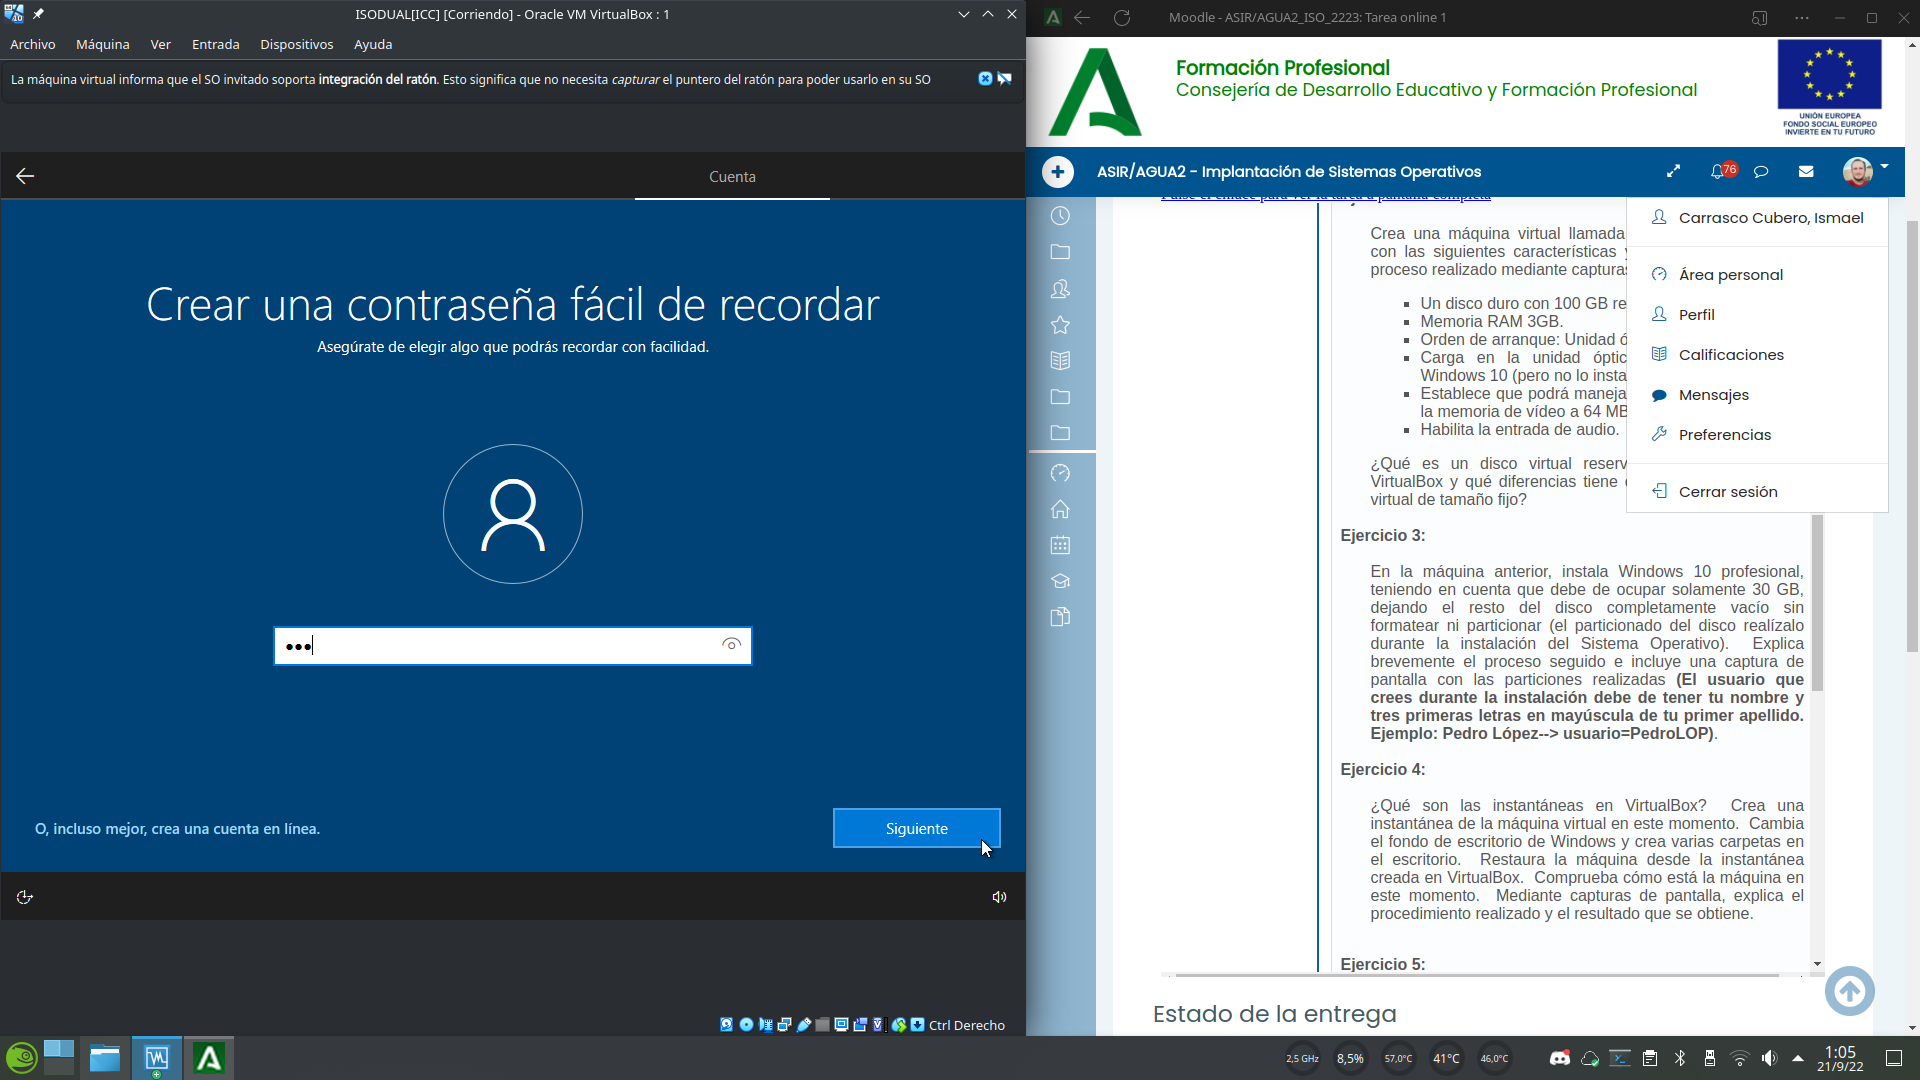 ISODUAL[ICC] [Corriendo] - Oracle VM VirtualBox : 1
Archivo Máquina Ver Entrada Dispositivos Ayuda
La máquina virtual informa que el SO invitado soporta integración del ratón. Esto significa que no necesita capturar el puntero del ratón para poder usarlo en su SO
Cuenta
Crear una contraseña fácil de recordar
Asegúrate de elegir algo que podrás recordar con facilidad.
O, incluso mejor, crea una cuenta en línea.
Siguiente
Ctrl Derecho
Moodle - ASIR/AGUA2_ISO_2223: Tarea online 1
Formación Profesional
Consejería de Desarrollo Educativo y Formación Profesional
UNIÓN EUROPEA
FONDO SOCIAL EUROPEO
INVIERTE EN TU FUTURO
ASIR/AGUA2 - Implantación de Sistemas Operativos
76
Pulse el enlace para ver la tarea a pantalla completa
Carrasco Cubero, Ismael
Área personal
Perfil
Calificaciones
Mensajes
Preferencias
Cerrar sesión
Crea una máquina virtual llamada
con las siguientes características
proceso realizado mediante capturas
Un disco duro con 100 GB re
Memoria RAM 3GB.
Orden de arranque: Unidad ó
Carga en la unidad óptic
Windows 10 (pero no lo insta
Establece que podrá maneja
la memoria de vídeo a 64 MB
Habilita la entrada de audio.
¿Qué es un disco virtual reserv
VirtualBox y qué diferencias tiene
virtual de tamaño fijo?
Ejercicio 3:
En la máquina anterior, instala Windows 10 profesional,
teniendo en cuenta que debe de ocupar solamente 30 GB,
dejando el resto del disco completamente vacío sin
formatear ni particionar (el particionado del disco realízalo
durante la instalación del Sistema Operativo). Explica
brevemente el proceso seguido e incluye una captura de
pantalla con las particiones realizadas (El usuario que
crees durante la instalación debe de tener tu nombre y
tres primeras letras en mayúscula de tu primer apellido.
Ejemplo: Pedro López--> usuario=PedroLOP).
Ejercicio 4:
¿Qué son las instantáneas en VirtualBox? Crea una
instantánea de la máquina virtual en este momento. Cambia
el fondo de escritorio de Windows y crea varias carpetas en
el escritorio. Restaura la máquina desde la instantánea
creada en VirtualBox. Comprueba cómo está la máquina en
este momento. Mediante capturas de pantalla, explica el
procedimiento realizado y el resultado que se obtiene.
Ejercicio 5:
Estado de la entrega
2,5 GHz 8,5% 57,0°C 41°C 46,0°C
1:05
21/9/22